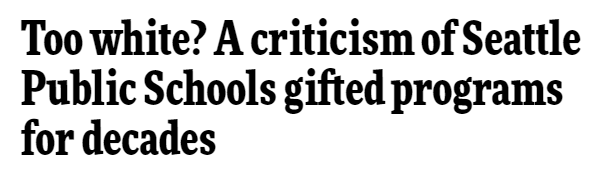 Too white? A criticism of Seattle
Public Schools gifted programs
for decades